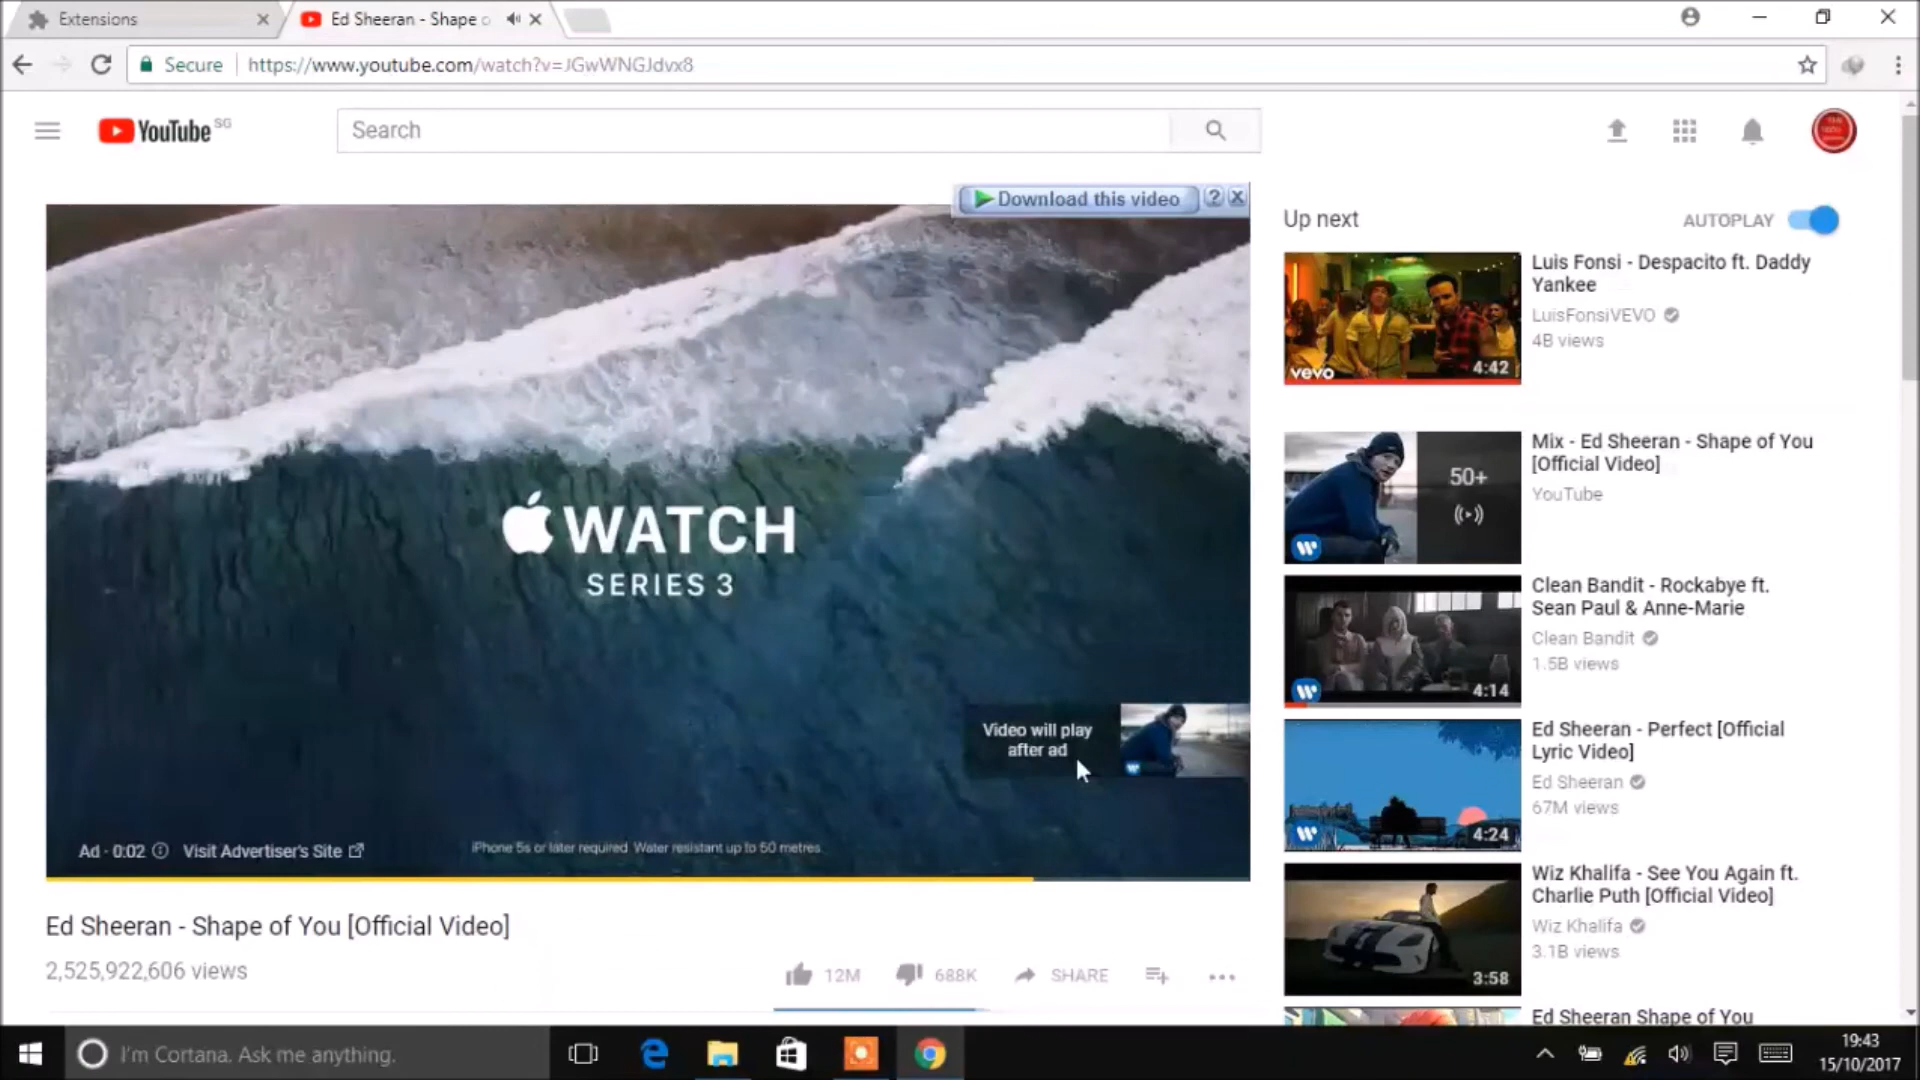 Extensions
Ed Sheeran - Shape o
Secure
https://www.youtube.com/watch?v=JGwWNGJdvx8
YouTube SG
Search
Download this video ? X
Up next
AUTOPLAY
Luis Fonsi - Despacito ft. Daddy
Yankee
LuisFonsiVEVO
4B views
vevo
4:42
Mix - Ed Sheeran - Shape of You
[Official Video]
YouTube
50+
Clean Bandit - Rockabye ft.
Sean Paul & Anne-Marie
Clean Bandit
1.5B views
4:14
Ed Sheeran - Perfect [Official
Lyric Video]
Ed Sheeran
67M views
4:24
Wiz Khalifa - See You Again ft.
Charlie Puth [Official Video]
Wiz Khalifa
3.1B views
3:58
Ed Sheeran Shape of You
WATCH
SERIES 3
Video will play
after ad
Ad · 0:02
Visit Advertiser's Site
iPhone 5s or later required. Water resistant up to 50 metres.
Ed Sheeran - Shape of You [Official Video]
2,525,922,606 views
12M
688K
SHARE
I'm Cortana. Ask me anything.
19:43
15/10/2017